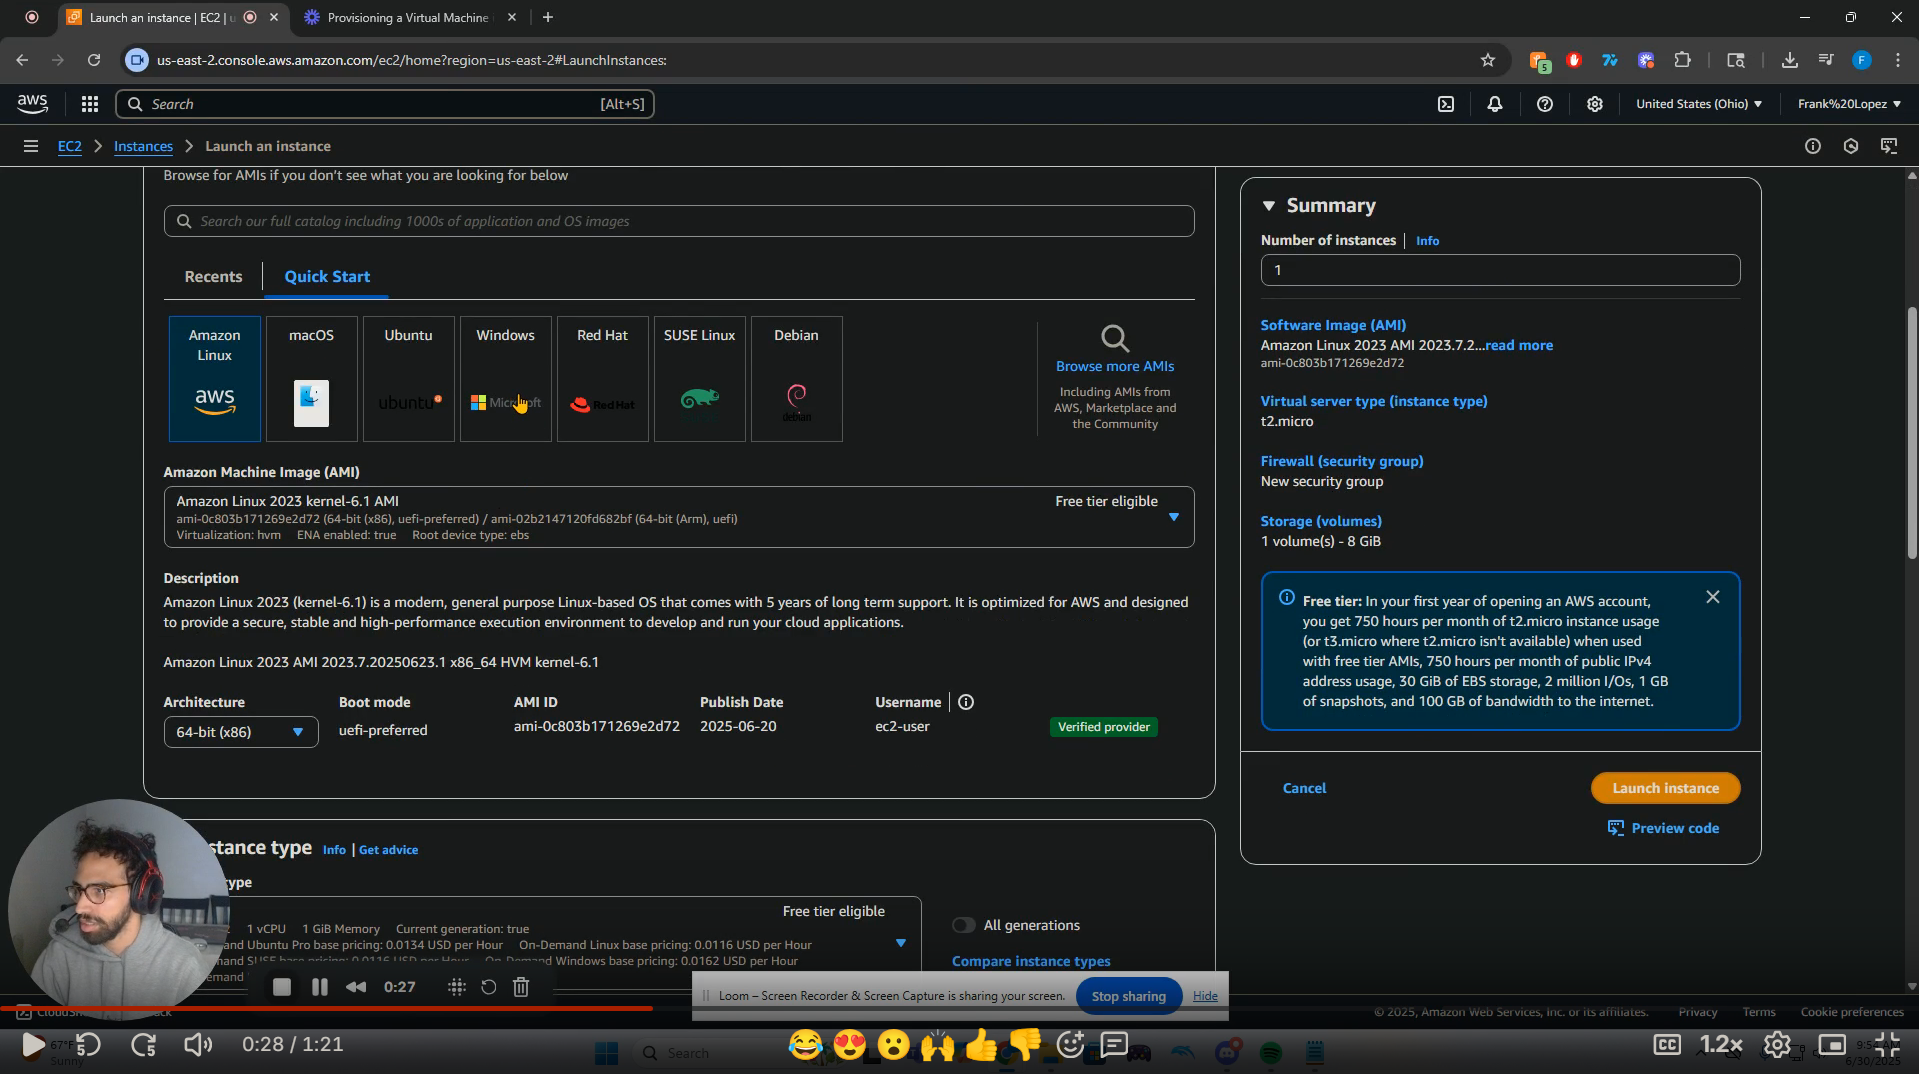 Launch an instance | EC2 | u
Provisioning a Virtual Machine
us-east-2.console.aws.amazon.com/ec2/home?region=us-east-2#LaunchInstances:
5
F
aws
Search
[Alt+S]
United States (Ohio)
Frank%20Lopez
EC2
Instances
Launch an instance
Browse for AMIs if you don't see what you are looking for below
Search our full catalog including 1000s of application and OS images
Recents
Quick Start
Amazon Linux
aws
macOS
Ubuntu
ubuntu
Windows
Microsoft
Red Hat
Red Hat
SUSE Linux
Debian
debian
Browse more AMIs
Including AMIs from
AWS, Marketplace and
the Community
Amazon Machine Image (AMI)
Amazon Linux 2023 kernel-6.1 AMI
Free tier eligible
ami-0c803b171269e2d72 (64-bit (x86), uefi-preferred) / ami-02b2147120fd682bf (64-bit (Arm), uefi)
Virtualization: hvm ENA enabled: true Root device type: ebs
Description
Amazon Linux 2023 (kernel-6.1) is a modern, general purpose Linux-based OS that comes with 5 years of long term support. It is optimized for AWS and designed
to provide a secure, stable and high-performance execution environment to develop and run your cloud applications.
Amazon Linux 2023 AMI 2023.7.20250623.1 x86_64 HVM kernel-6.1
Architecture
Boot mode
AMI ID
Publish Date
Username
64-bit (x86)
uefi-preferred
ami-0c803b171269e2d72
2025-06-20
ec2-user
Verified provider
stance type
Info | Get advice
type
Free tier eligible
1 vCPU 1 GiB Memory Current generation: true
and Ubuntu Pro base pricing: 0.0134 USD per Hour On-Demand Linux base pricing: 0.0116 USD per Hour
and SUSE base pricing: 0.0116 USD per Hour On-Demand Windows base pricing: 0.0162 USD per Hour
emand
All generations
Compare instance types
Summary
Number of instances
Info
1
Software Image (AMI)
Amazon Linux 2023 AMI 2023.7.2...read more
ami-0c803b171269e2d72
Virtual server type (instance type)
t2.micro
Firewall (security group)
New security group
Storage (volumes)
1 volume(s) - 8 GiB
Free tier: In your first year of opening an AWS account,
you get 750 hours per month of t2.micro instance usage
(or t3.micro where t2.micro isn't available) when used
with free tier AMIs, 750 hours per month of public IPv4
address usage, 30 GiB of EBS storage, 2 million I/Os, 1 GB
of snapshots, and 100 GB of bandwidth to the internet.
Cancel
Launch instance
Preview code
0:27
Loom – Screen Recorder & Screen Capture is sharing your screen.
Stop sharing
Hide
© 2025, Amazon Web Services, Inc. or its affiliates.
Privacy
Terms
Cookie preferences
67°F
Sunny
5
5
0:28 / 1:21
Search
CC
1.2x
6/30/2025